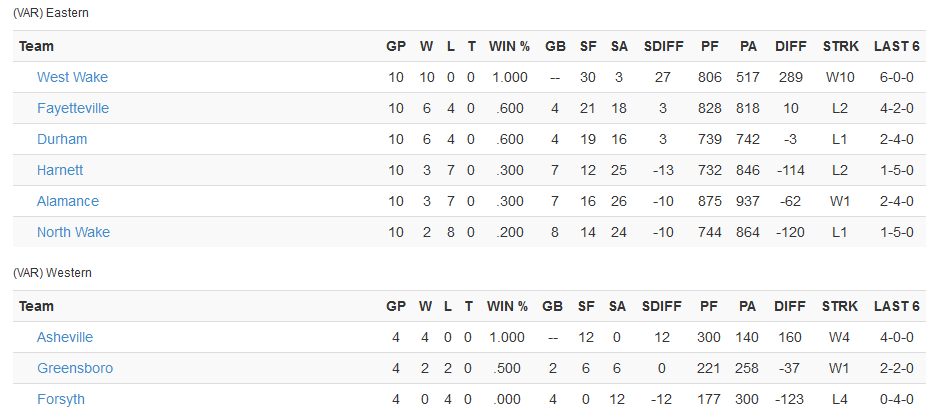 (VAR) Eastern
Team GP W L T WIN % GB SF SA SDIFF PF PA DIFF STRK LAST 6
West Wake 10 10 0 0 1.000 -- 30 3 27 806 517 289 W10 6-0-0
Fayetteville 10 6 4 0 .600 4 21 18 3 828 818 10 L2 4-2-0
Durham 10 6 4 0 .600 4 19 16 3 739 742 -3 L1 2-4-0
Harnett 10 3 7 0 .300 7 12 25 -13 732 846 -114 L2 1-5-0
Alamance 10 3 7 0 .300 7 16 26 -10 875 937 -62 W1 2-4-0
North Wake 10 2 8 0 .200 8 14 24 -10 744 864 -120 L1 1-5-0
(VAR) Western
Team GP W L T WIN % GB SF SA SDIFF PF PA DIFF STRK LAST 6
Asheville 4 4 0 0 1.000 -- 12 0 12 300 140 160 W4 4-0-0
Greensboro 4 2 2 0 .500 2 6 6 0 221 258 -37 W1 2-2-0
Forsyth 4 0 4 0 .000 4 0 12 -12 177 300 -123 L4 0-4-0